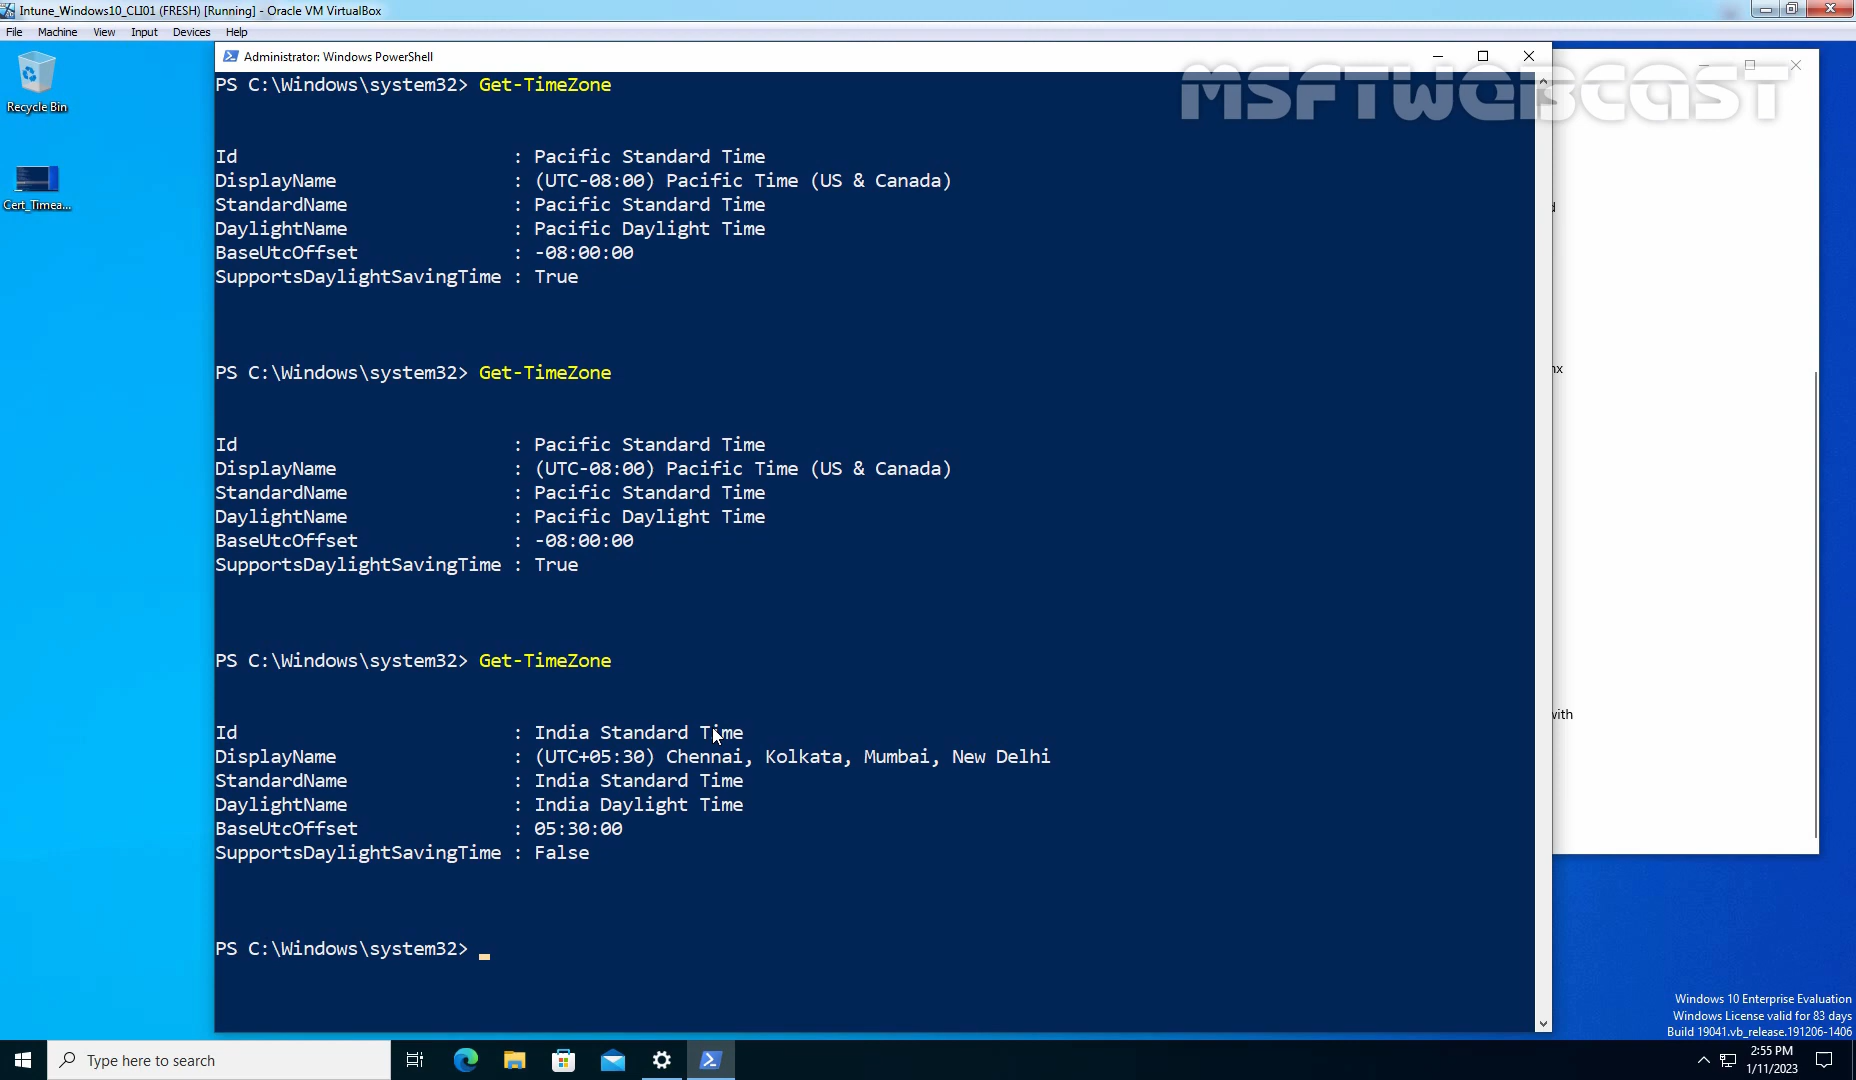 Intune_Windows10_CLI01 (FRESH) [Running] - Oracle VM VirtualBox
File Machine View Input Devices Help
Recycle Bin
Cert_Timea...
Administrator: Windows PowerShell
MSFTWEBCAST
PS C:\Windows\system32> Get-TimeZone
Id : Pacific Standard Time
DisplayName : (UTC-08:00) Pacific Time (US & Canada)
StandardName : Pacific Standard Time
DaylightName : Pacific Daylight Time
BaseUtcOffset : -08:00:00
SupportsDaylightSavingTime : True
PS C:\Windows\system32> Get-TimeZone
Id : Pacific Standard Time
DisplayName : (UTC-08:00) Pacific Time (US & Canada)
StandardName : Pacific Standard Time
DaylightName : Pacific Daylight Time
BaseUtcOffset : -08:00:00
SupportsDaylightSavingTime : True
PS C:\Windows\system32> Get-TimeZone
Id : India Standard Time
DisplayName : (UTC+05:30) Chennai, Kolkata, Mumbai, New Delhi
StandardName : India Standard Time
DaylightName : India Daylight Time
BaseUtcOffset : 05:30:00
SupportsDaylightSavingTime : False
PS C:\Windows\system32>
Windows 10 Enterprise Evaluation
Windows License valid for 83 days
Build 19041.vb_release.191206-1406
Type here to search
2:55 PM
1/11/2023